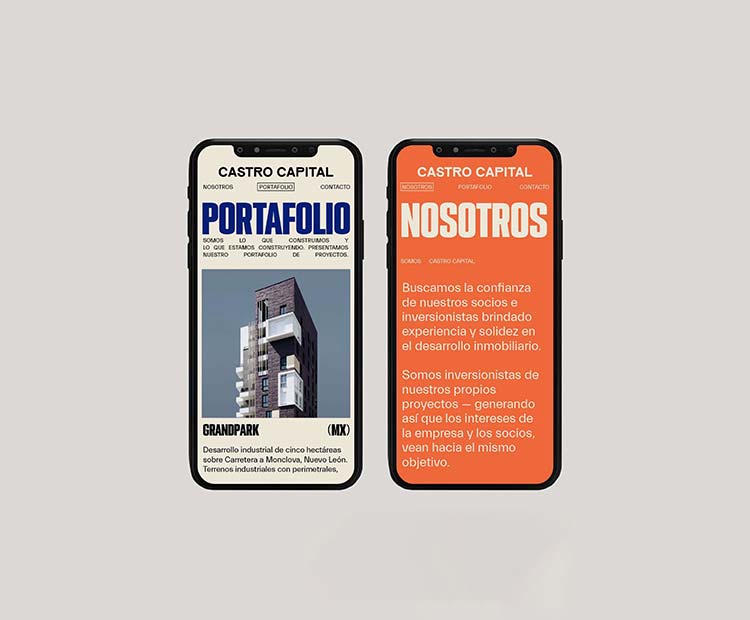 CASTRO CAPITAL
NOSOTROS PORTAFOLIO CONTACTO
PORTAFOLIO
SOMOS LO QUE CONSTRUIMOS Y
LO QUE ESTAMOS CONSTRUYENDO. PRESENTAMOS
NUESTRO PORTAFOLIO DE PROYECTOS.
GRANDPARK (MX)
Desarrollo industrial de cinco hectáreas
sobre Carretera a Monclova, Nuevo León.
Terrenos industriales con perimetrales,
CASTRO CAPITAL
NOSOTROS PORTAFOLIO CONTACTO
NOSOTROS
SOMOS CASTRO CAPITAL
Buscamos la confianza
de nuestros socios e
inversionistas brindado
experiencia y solidez en
el desarrollo inmobiliario.
Somos inversionistas de
nuestros propios
proyectos — generando
así que los intereses de
la empresa y los socios,
vean hacia el mismo
objetivo.